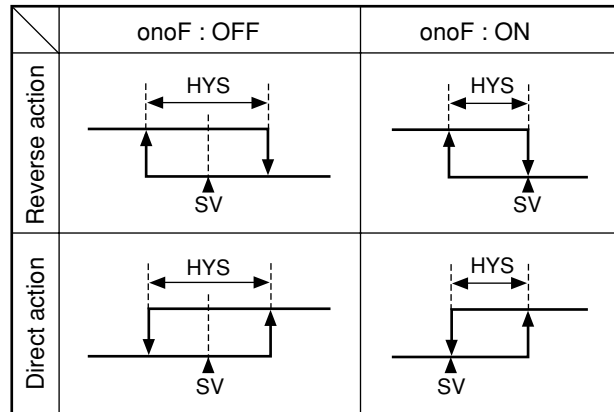 onoF : OFF
onoF : ON
Reverse action
HYS
SV
HYS
SV
Direct action
HYS
SV
HYS
SV